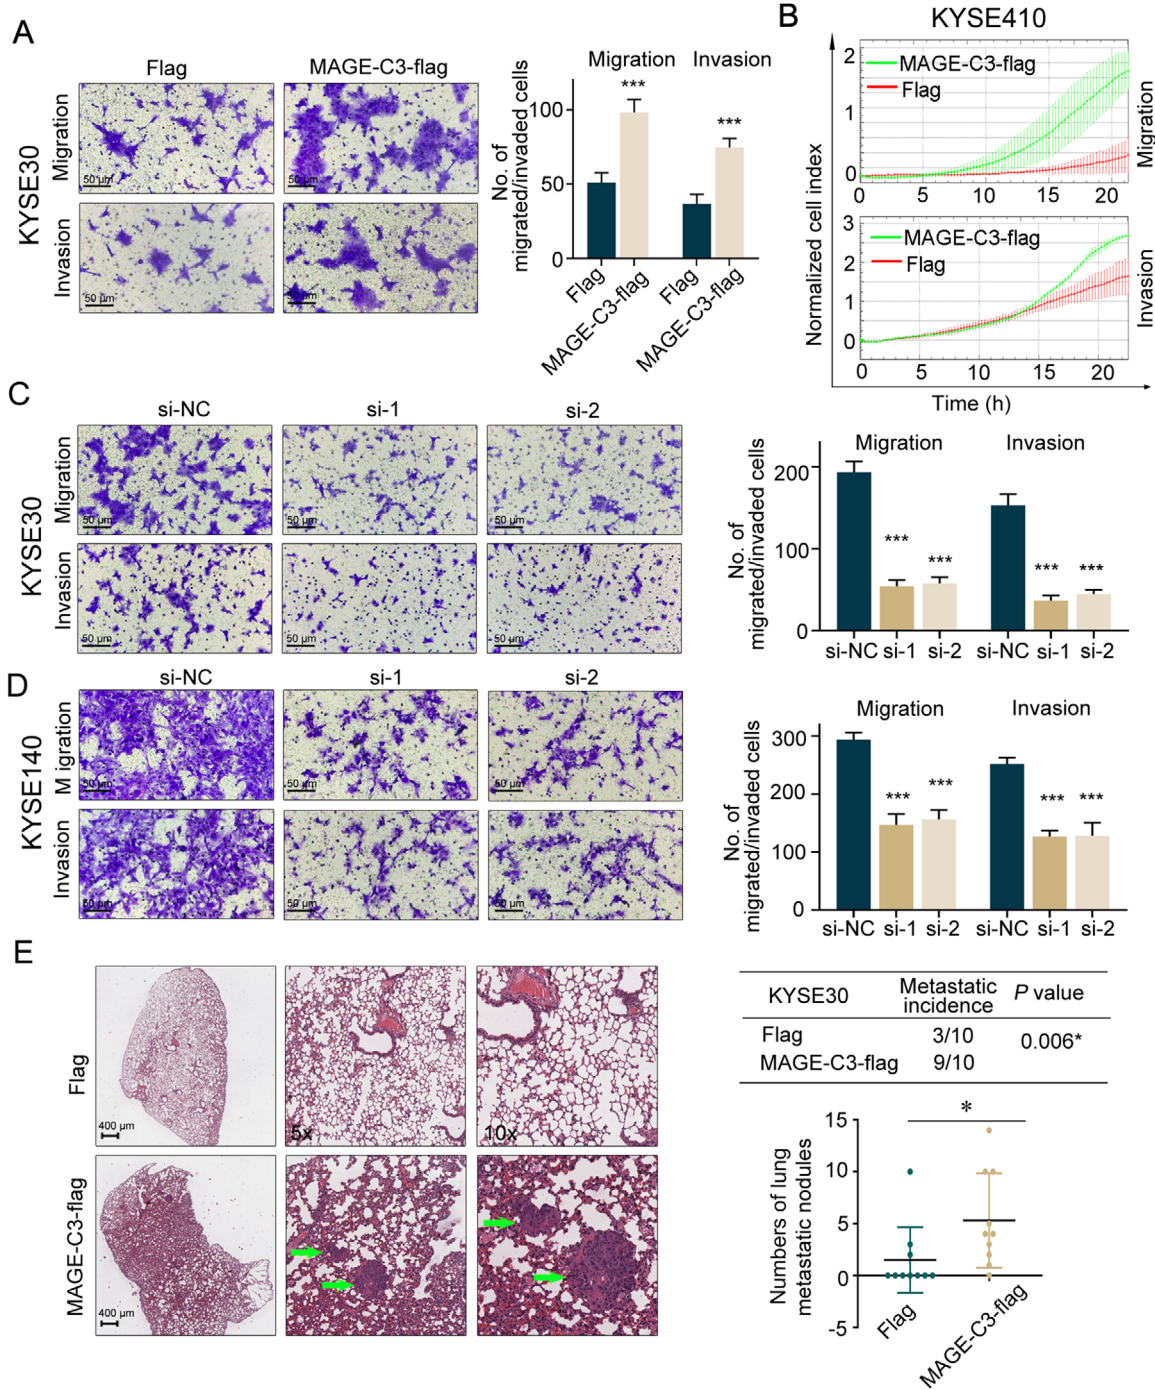 A
Flag
MAGE-C3-flag
KYSE30
Migration
Invasion
50 µm
50 µm
50 µm
50 µm
No. of
migrated/invaded cells
Migration
Invasion
***
***
100
50
0
Flag
MAGE-C3-flag
Flag
MAGE-C3-flag
B
KYSE410
Normalized cell index
2
1
0
MAGE-C3-flag
Flag
Migration
0
5
10
15
20
3
2
1
0
MAGE-C3-flag
Flag
Invasion
0
5
10
15
20
Time (h)
C
si-NC
si-1
si-2
KYSE30
Migration
Invasion
50 µm
50 µm
50 µm
50 µm
50 µm
50 µm
No. of
migrated/invaded cells
Migration
Invasion
200
100
0
***
***
***
***
si-NC si-1 si-2
si-NC si-1 si-2
D
si-NC
si-1
si-2
KYSE140
M igration
Invasion
50 µm
50 µm
50 µm
50 µm
50 µm
50 µm
No. of
migrated/invaded cells
Migration
Invasion
300
200
100
0
***
***
***
***
si-NC si-1 si-2
si-NC si-1 si-2
E
Flag
MAGE-C3-flag
400 µm
5x
10x
400 µm
KYSE30
Metastatic
incidence
P value
Flag
3/10
0.006*
MAGE-C3-flag
9/10
Numbers of lung
metastatic nodules
*
15
10
5
0
-5
Flag
MAGE-C3-flag